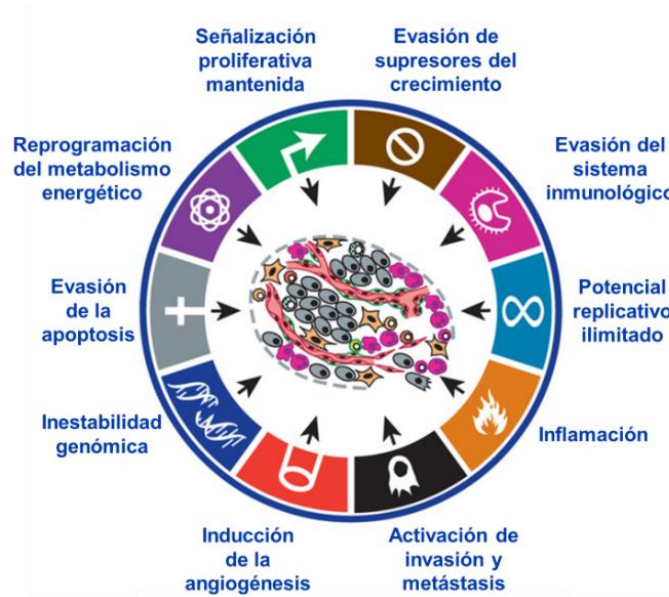 Señalización
proliferativa
mantenida
Evasión de
supresores del
crecimiento
Reprogramación
del metabolismo
energético
Evasión del
sistema
inmunológico
Evasión
de la
apoptosis
Potencial
replicativo
ilimitado
Inestabilidad
genómica
Inflamación
Inducción
de la
angiogénesis
Activación de
invasión y
metástasis